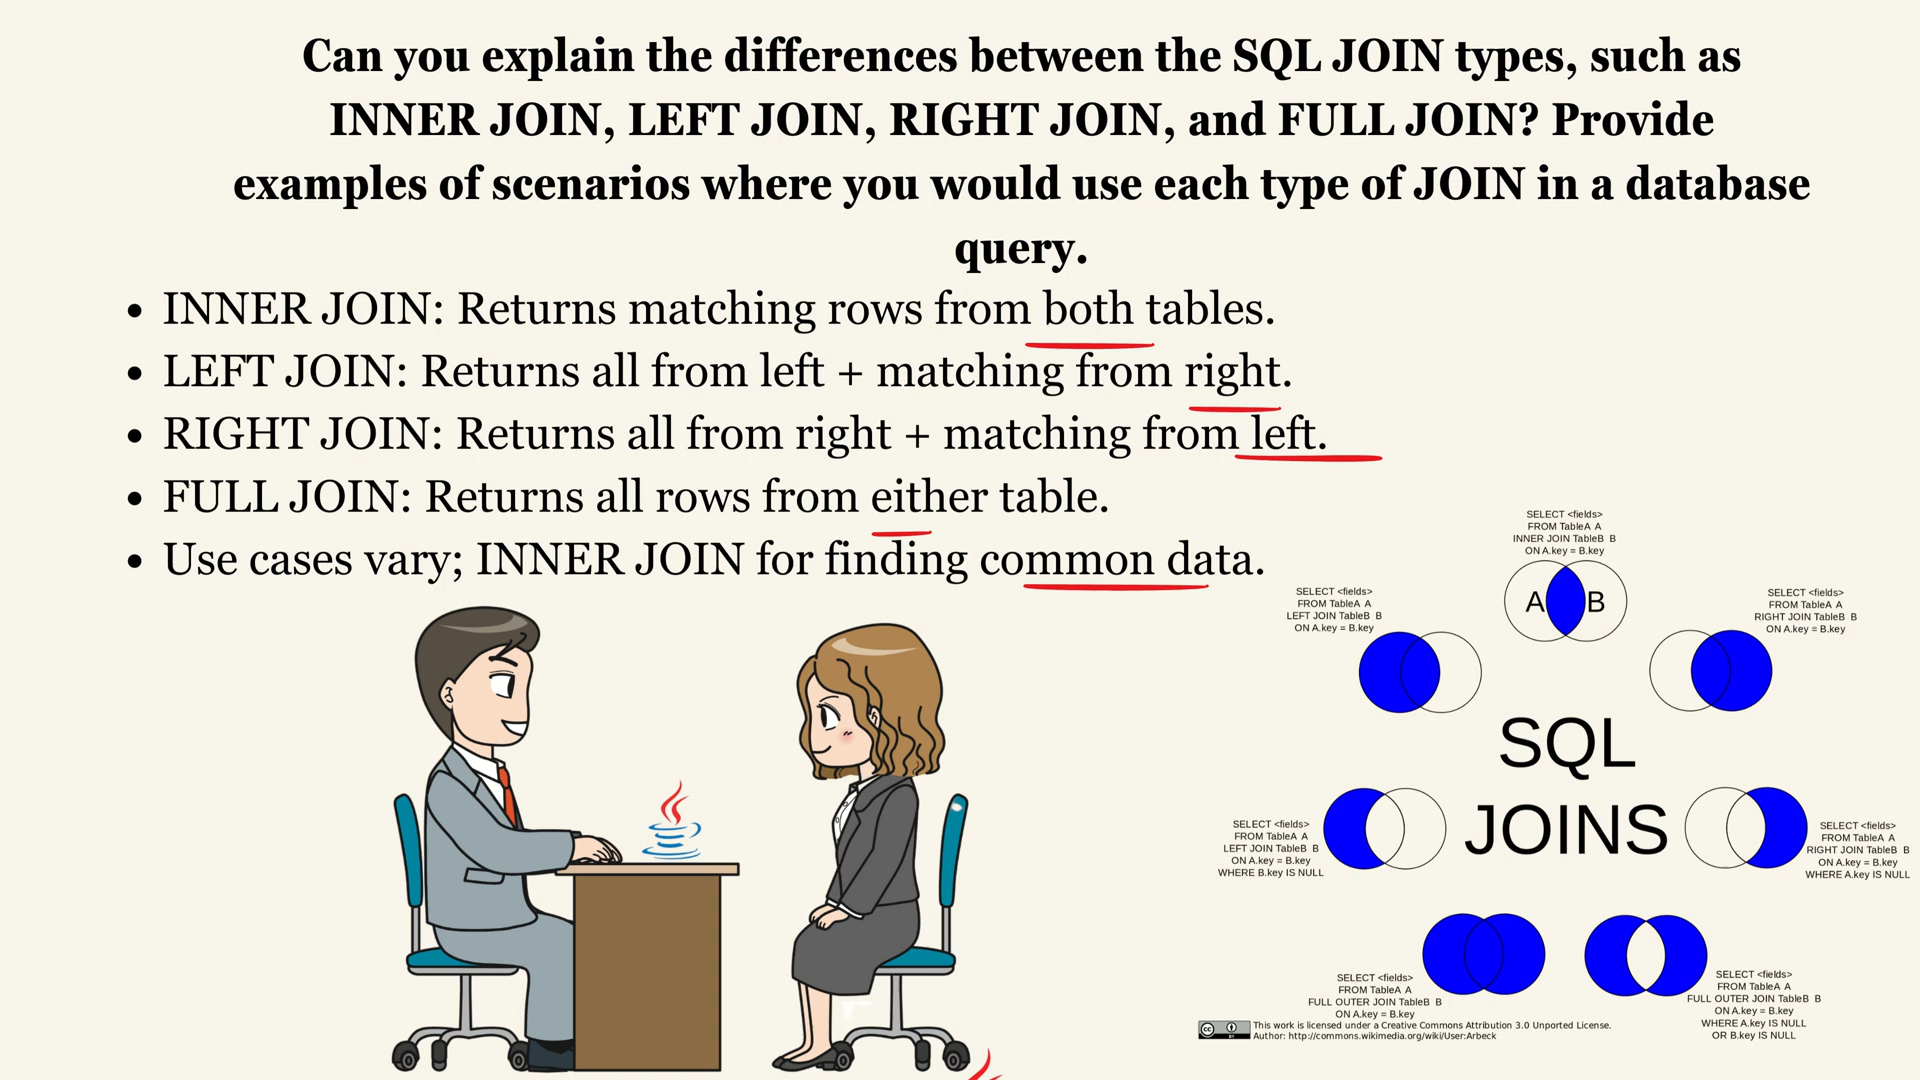 Can you explain the differences between the SQL JOIN types, such as
INNER JOIN, LEFT JOIN, RIGHT JOIN, and FULL JOIN? Provide
examples of scenarios where you would use each type of JOIN in a database
query.
• INNER JOIN: Returns matching rows from both tables.
• LEFT JOIN: Returns all from left + matching from right.
• RIGHT JOIN: Returns all from right + matching from left.
• FULL JOIN: Returns all rows from either table.
• Use cases vary; INNER JOIN for finding common data.
SELECT <fields>
FROM TableA A
INNER JOIN TableB B
ON A.key = B.key
A B
SELECT <fields>
FROM TableA A
LEFT JOIN TableB B
ON A.key = B.key
SELECT <fields>
FROM TableA A
RIGHT JOIN TableB B
ON A.key = B.key
SQL
JOINS
SELECT <fields>
FROM TableA A
LEFT JOIN TableB B
ON A.key = B.key
WHERE B.key IS NULL
SELECT <fields>
FROM TableA A
RIGHT JOIN TableB B
ON A.key = B.key
WHERE A.key IS NULL
SELECT <fields>
FROM TableA A
FULL OUTER JOIN TableB B
ON A.key = B.key
SELECT <fields>
FROM TableA A
FULL OUTER JOIN TableB B
ON A.key = B.key
WHERE A.key IS NULL
OR B.key IS NULL
cc BY
This work is licensed under a Creative Commons Attribution 3.0 Unported License.
Author: http://commons.wikimedia.org/wiki/User:Arbeck